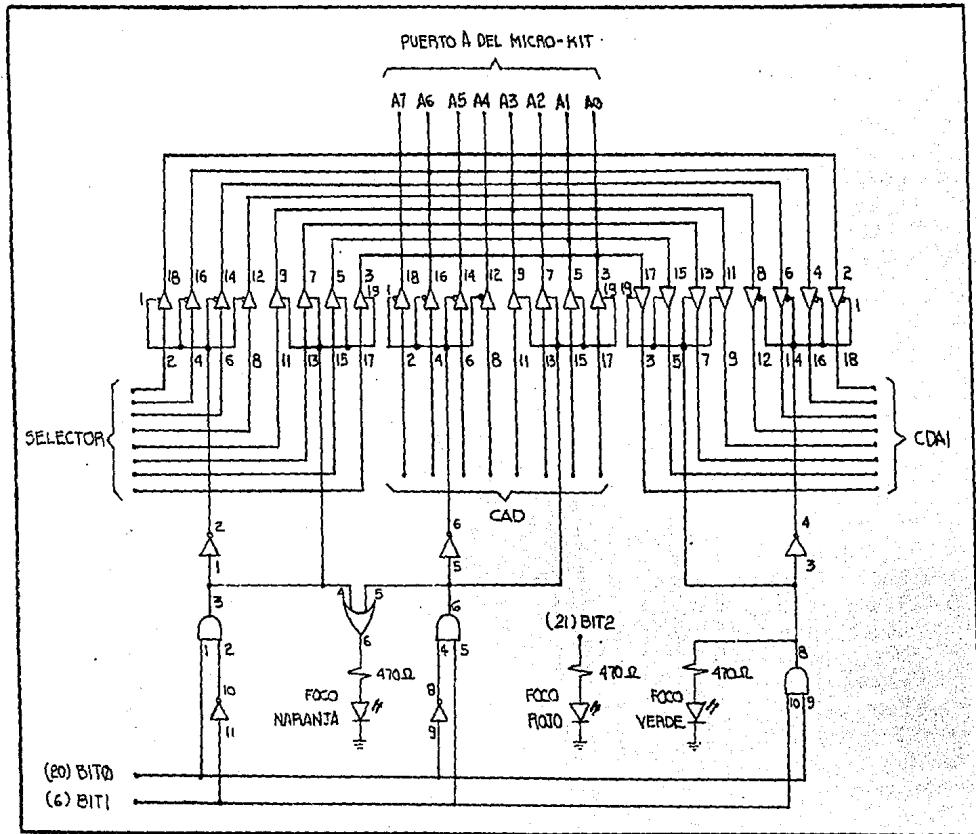 PUERTO A DEL MICRO-KIT
A7 A6 A5 A4 A3 A2 A1 A0
18 16 14 12 9 7 5 3 18 16 14 12 9 7 5 3 17 15 13 11 8 6 4 2
1 19 1 19 19 1
2 4 6 8 11 13 15 17 2 4 6 8 11 13 15 17 3 5 7 9 12 14 16 18
SELECTOR
CDA1
CAD
2 6 4
1 5 3
3 4 5 6 8
6
(21) BIT2
1 2 4 5 10 9
470Ω 470Ω 470Ω
10 8
FOCO NARANJA
FOCO ROJO
FOCO VERDE
11 9
(20) BIT0
(6) BIT1